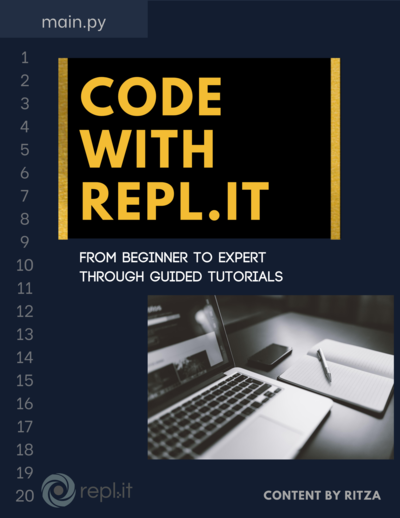 main.py
1
2
3
4
5
6
7
8
9
10
11
12
13
14
15
16
17
18
19
20
CODE
WITH
REPL.IT
FROM BEGINNER TO EXPERT
THROUGH GUIDED TUTORIALS
repl.it
CONTENT BY RITZA